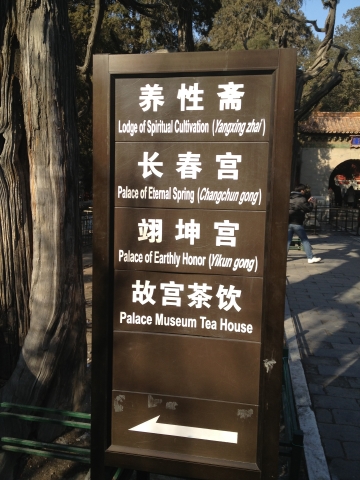 养性斋
Lodge of Spiritual Cultivation (Yangxing zhai)
长春宫
Palace of Eternal Spring (Changchun gong)
翊坤宫
Palace of Earthly Honor (Yikun gong)
故宫茶饮
Palace Museum Tea House